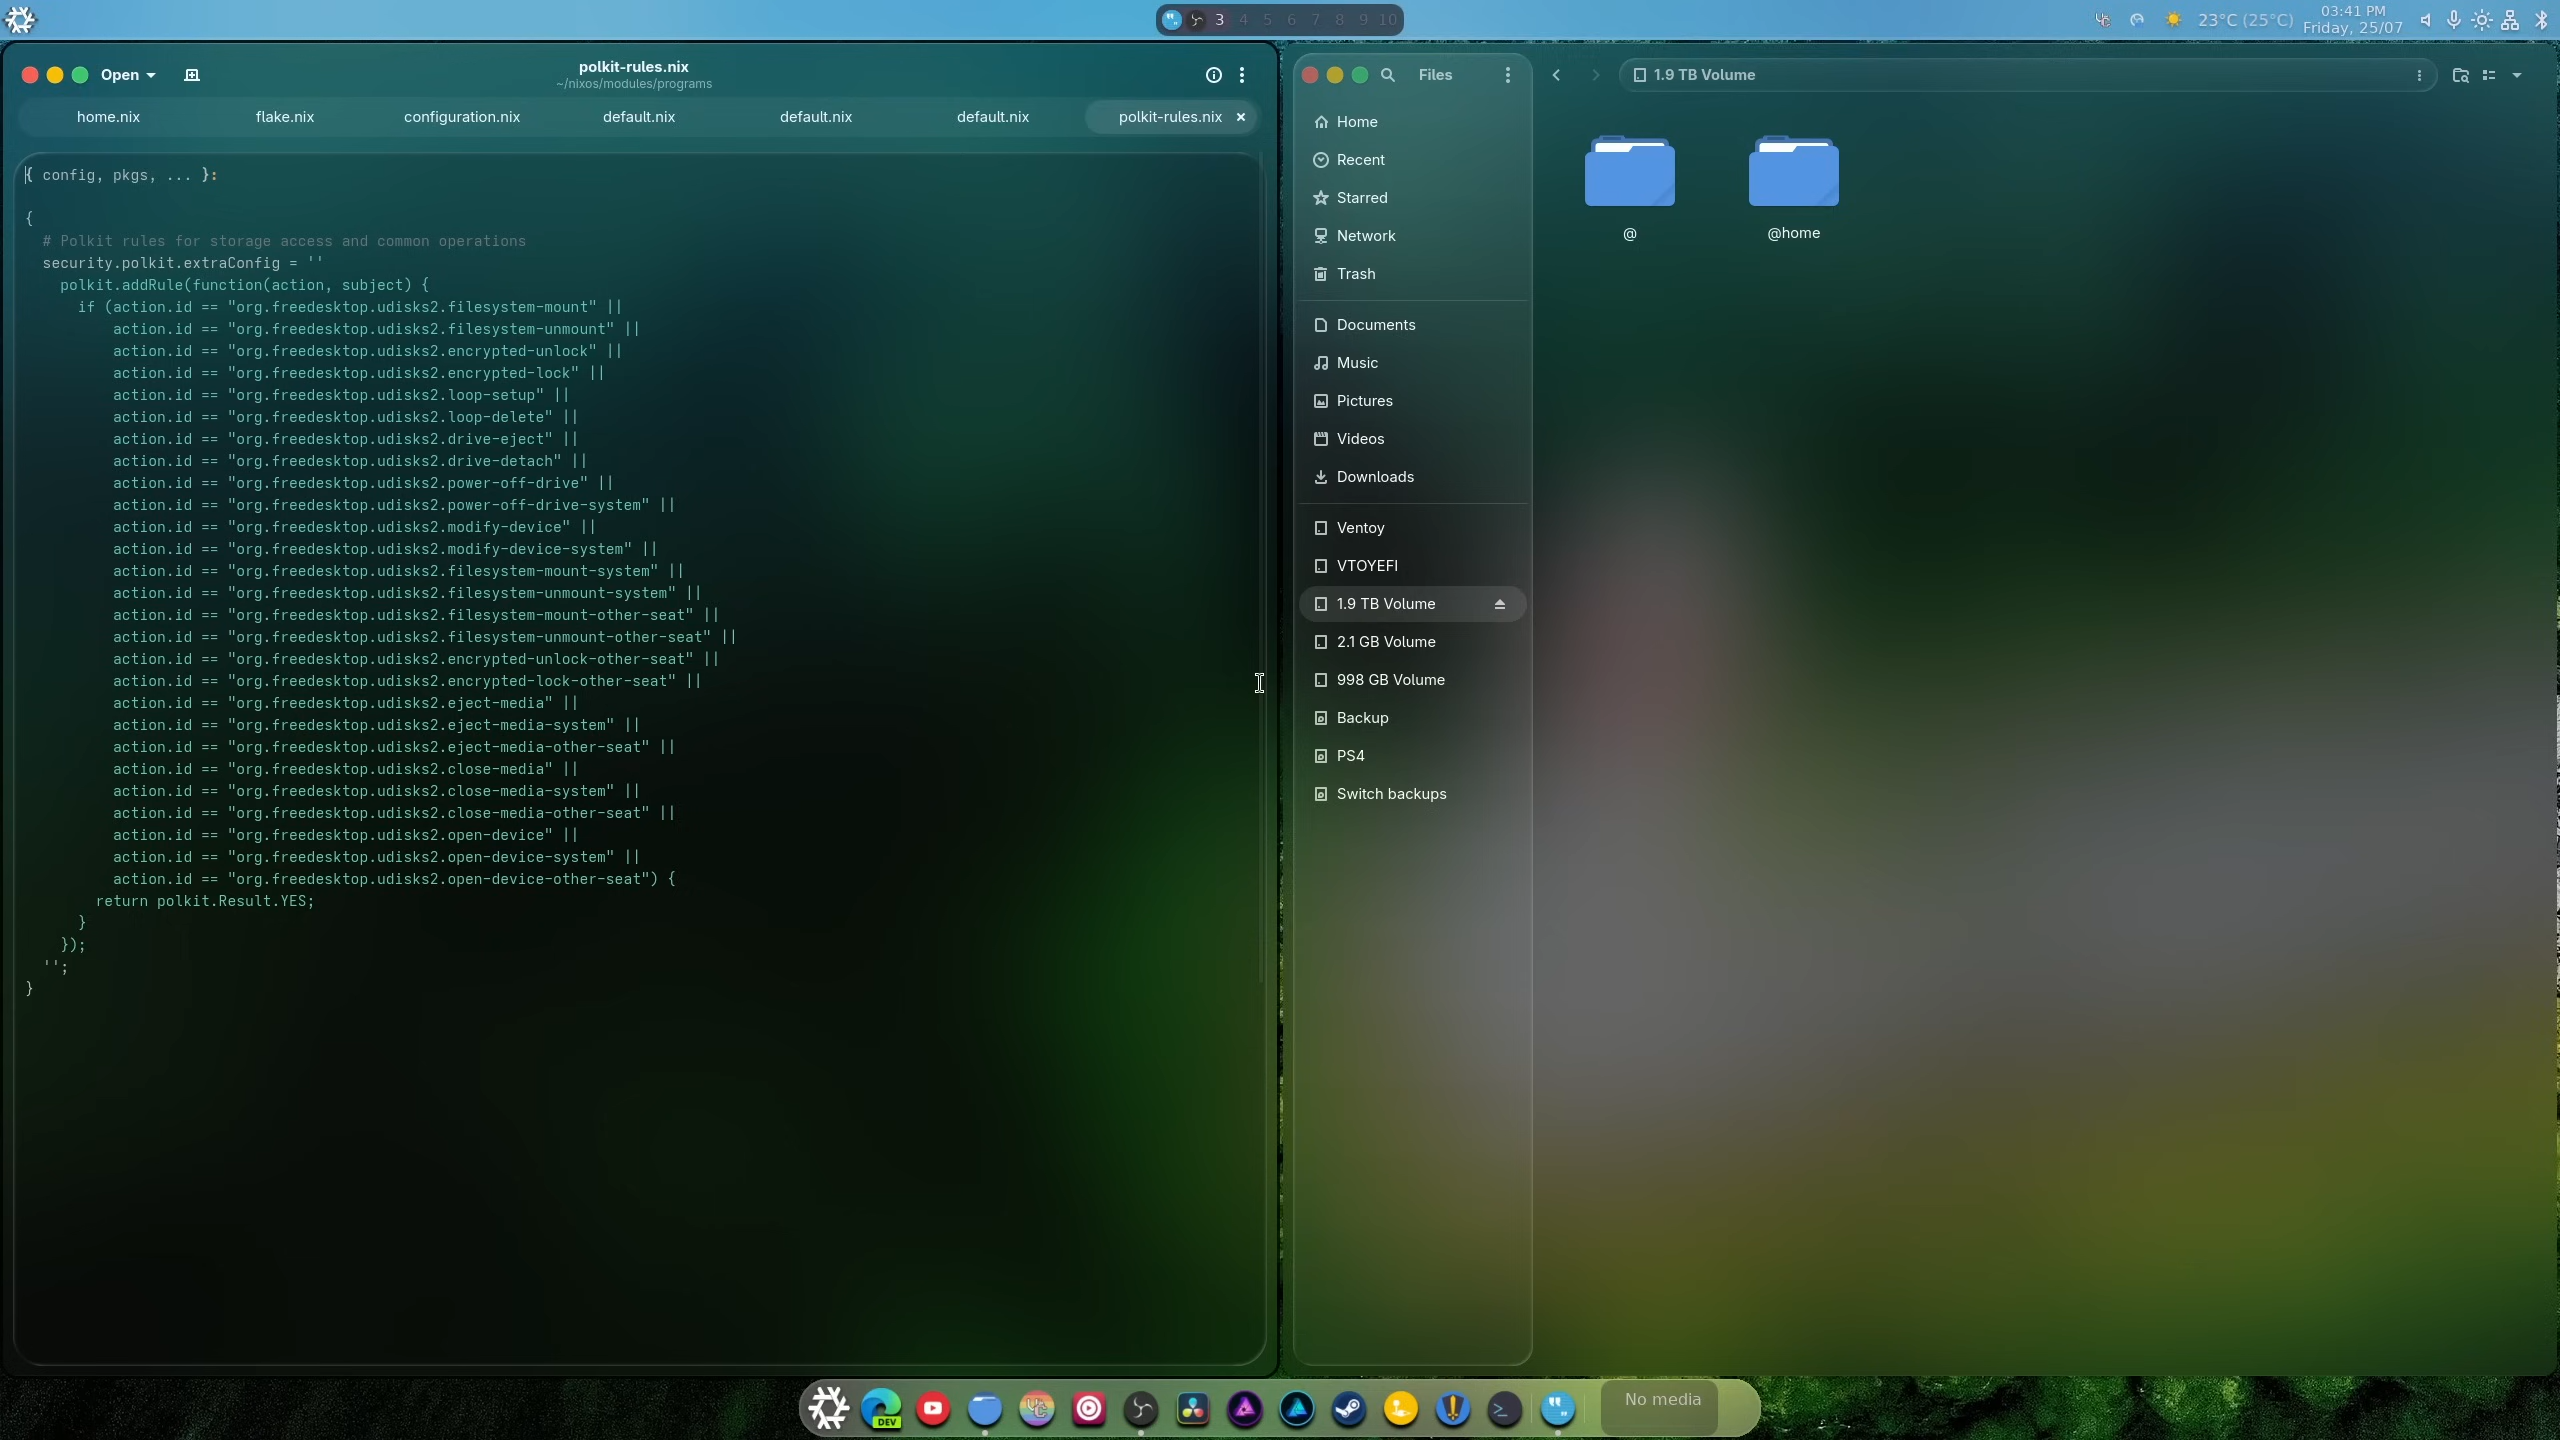 3 4 5 6 7 8 9 10
23°C (25°C)
03:41 PM
Friday, 25/07
Open
polkit-rules.nix
~/nixos/modules/programs
home.nix flake.nix configuration.nix default.nix default.nix default.nix polkit-rules.nix
{ config, pkgs, ... }:
{
# Polkit rules for storage access and common operations
security.polkit.extraConfig = ''
polkit.addRule(function(action, subject) {
if (action.id == "org.freedesktop.udisks2.filesystem-mount" ||
action.id == "org.freedesktop.udisks2.filesystem-unmount" ||
action.id == "org.freedesktop.udisks2.encrypted-unlock" ||
action.id == "org.freedesktop.udisks2.encrypted-lock" ||
action.id == "org.freedesktop.udisks2.loop-setup" ||
action.id == "org.freedesktop.udisks2.loop-delete" ||
action.id == "org.freedesktop.udisks2.drive-eject" ||
action.id == "org.freedesktop.udisks2.drive-detach" ||
action.id == "org.freedesktop.udisks2.power-off-drive" ||
action.id == "org.freedesktop.udisks2.power-off-drive-system" ||
action.id == "org.freedesktop.udisks2.modify-device" ||
action.id == "org.freedesktop.udisks2.modify-device-system" ||
action.id == "org.freedesktop.udisks2.filesystem-mount-system" ||
action.id == "org.freedesktop.udisks2.filesystem-unmount-system" ||
action.id == "org.freedesktop.udisks2.filesystem-mount-other-seat" ||
action.id == "org.freedesktop.udisks2.filesystem-unmount-other-seat" ||
action.id == "org.freedesktop.udisks2.encrypted-unlock-other-seat" ||
action.id == "org.freedesktop.udisks2.encrypted-lock-other-seat" ||
action.id == "org.freedesktop.udisks2.eject-media" ||
action.id == "org.freedesktop.udisks2.eject-media-system" ||
action.id == "org.freedesktop.udisks2.eject-media-other-seat" ||
action.id == "org.freedesktop.udisks2.close-media" ||
action.id == "org.freedesktop.udisks2.close-media-system" ||
action.id == "org.freedesktop.udisks2.close-media-other-seat" ||
action.id == "org.freedesktop.udisks2.open-device" ||
action.id == "org.freedesktop.udisks2.open-device-system" ||
action.id == "org.freedesktop.udisks2.open-device-other-seat") {
return polkit.Result.YES;
}
});
'';
}
Files
1.9 TB Volume
Home
Recent
Starred
Network
Trash
Documents
Music
Pictures
Videos
Downloads
Ventoy
VTOYEFI
1.9 TB Volume
2.1 GB Volume
998 GB Volume
Backup
PS4
Switch backups
@
@home
DEV
No media